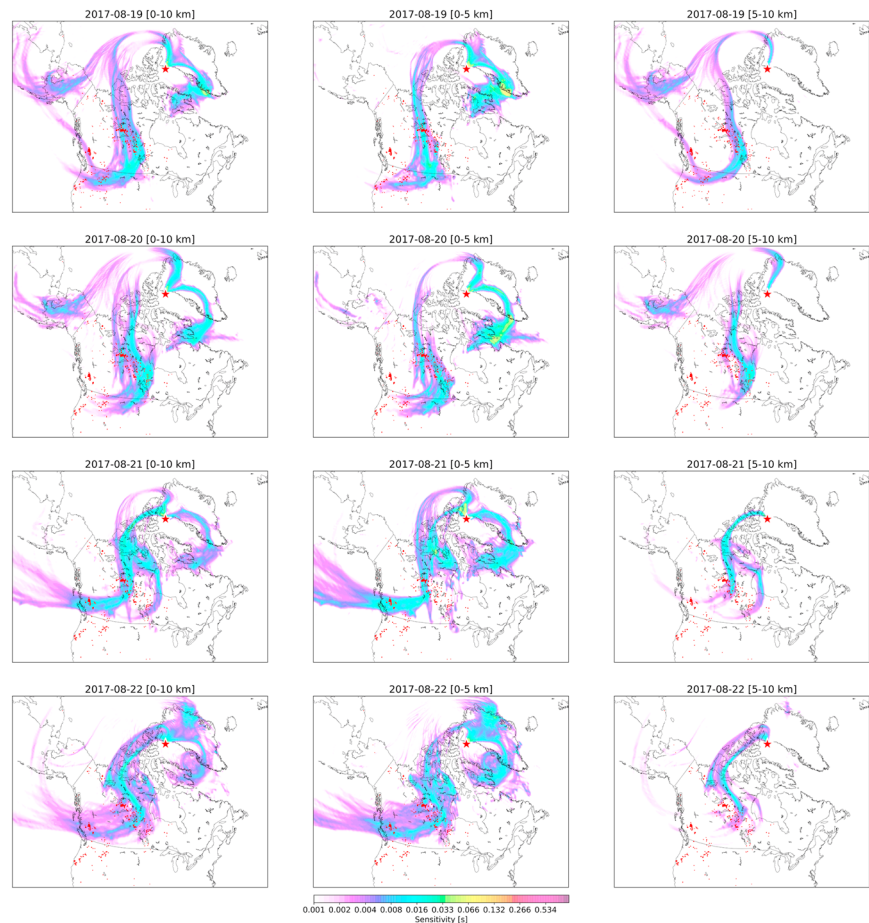 2017-08-19 [0-10 km]
2017-08-19 [0-5 km]
2017-08-19 [5-10 km]
2017-08-20 [0-10 km]
2017-08-20 [0-5 km]
2017-08-20 [5-10 km]
2017-08-21 [0-10 km]
2017-08-21 [0-5 km]
2017-08-21 [5-10 km]
2017-08-22 [0-10 km]
2017-08-22 [0-5 km]
2017-08-22 [5-10 km]
0.001 0.002 0.004 0.008 0.016 0.033 0.066 0.132 0.266 0.534
Sensitivity [s]